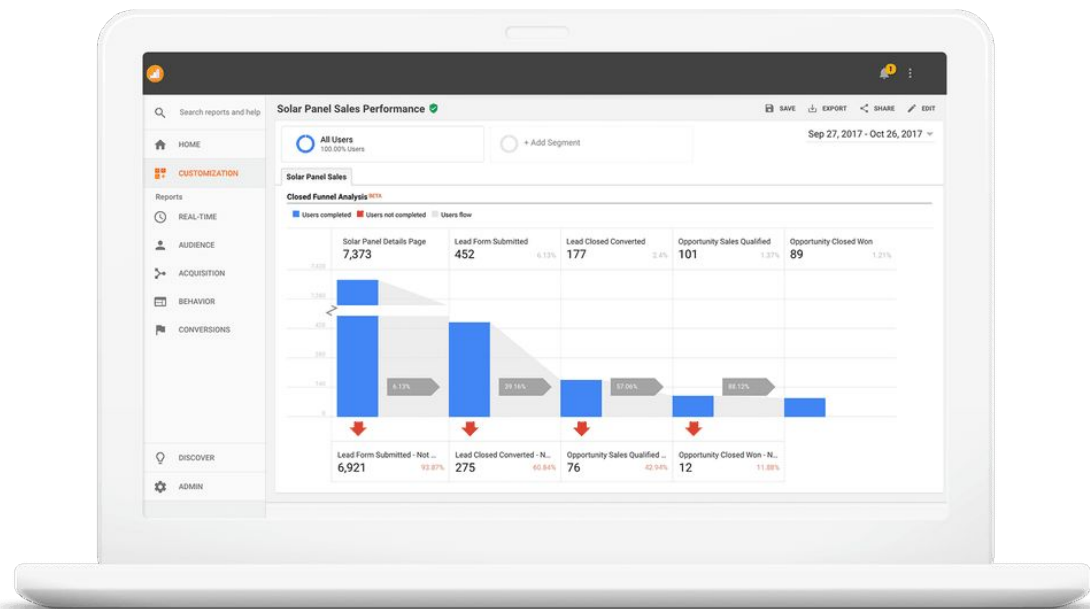 1
Search reports and help
Solar Panel Sales Performance
SAVE
EXPORT
SHARE
EDIT
All Users
100.00% Users
+ Add Segment
Sep 27, 2017 - Oct 26, 2017
HOME
CUSTOMIZATION
Reports
REAL-TIME
AUDIENCE
ACQUISITION
BEHAVIOR
CONVERSIONS
DISCOVER
ADMIN
Solar Panel Sales
Closed Funnel Analysis BETA
Users completed
Users not completed
Users flow
Solar Panel Details Page
7,373
Lead Form Submitted
452 6.13%
Lead Closed Converted
177 2.4%
Opportunity Sales Qualified
101 1.37%
Opportunity Closed Won
89 1.21%
420
280
140
0
6.13%
39.16%
57.06%
88.12%
Lead Form Submitted - Not ...
6,921 93.87%
Lead Closed Converted - N...
275 60.84%
Opportunity Sales Qualified ...
76 42.94%
Opportunity Closed Won - N...
12 11.88%